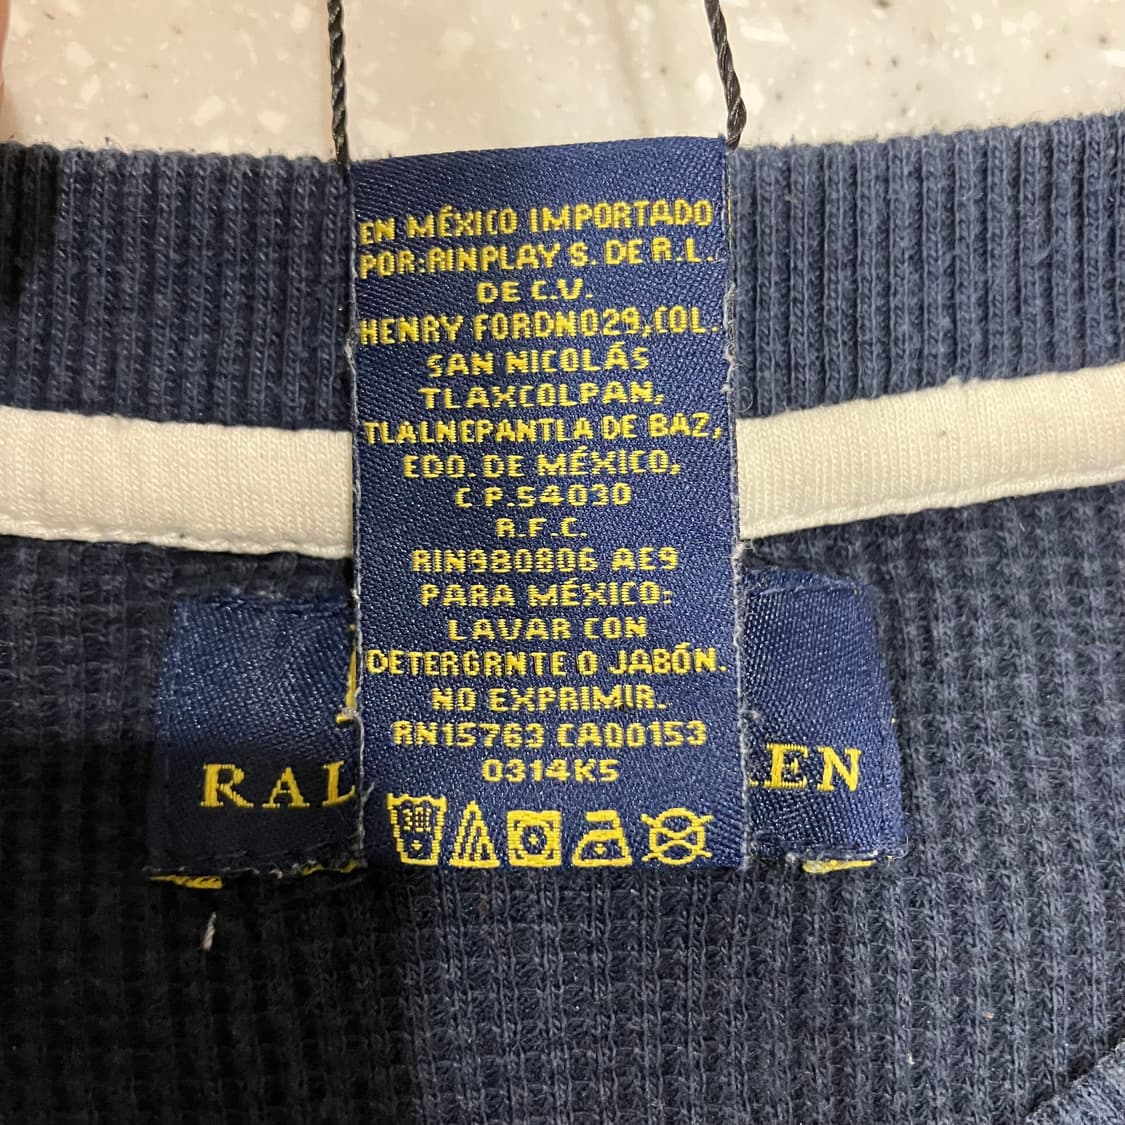 EN MÉXICO IMPORTADO
POR:RINPLAY S. DE R.L.
DE C.V.
HENRY FORDNO29,COL.
SAN NICOLÁS
TLAXCOLPAN,
TLALNEPANTLA DE BAZ,
EDO. DE MÉXICO,
C P.54030
R.F.C.
RIN980806 AE9
PARA MÉXICO:
LAVAR CON
DETERGRNTE O JABÓN.
NO EXPRIMIR.
RN15763 CA00153
0314K5
RAL EN